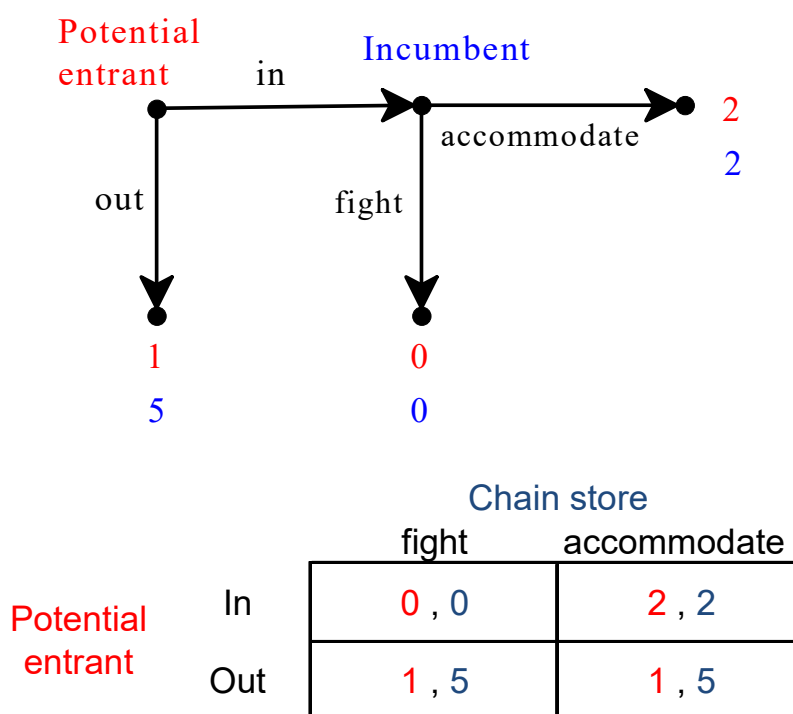 Potential
entrant
in
Incumbent
accommodate
2
2
out
fight
1
0
5
0
Chain store
fight accommodate
Potential
entrant
In 0 , 0 2 , 2
Out 1 , 5 1 , 5